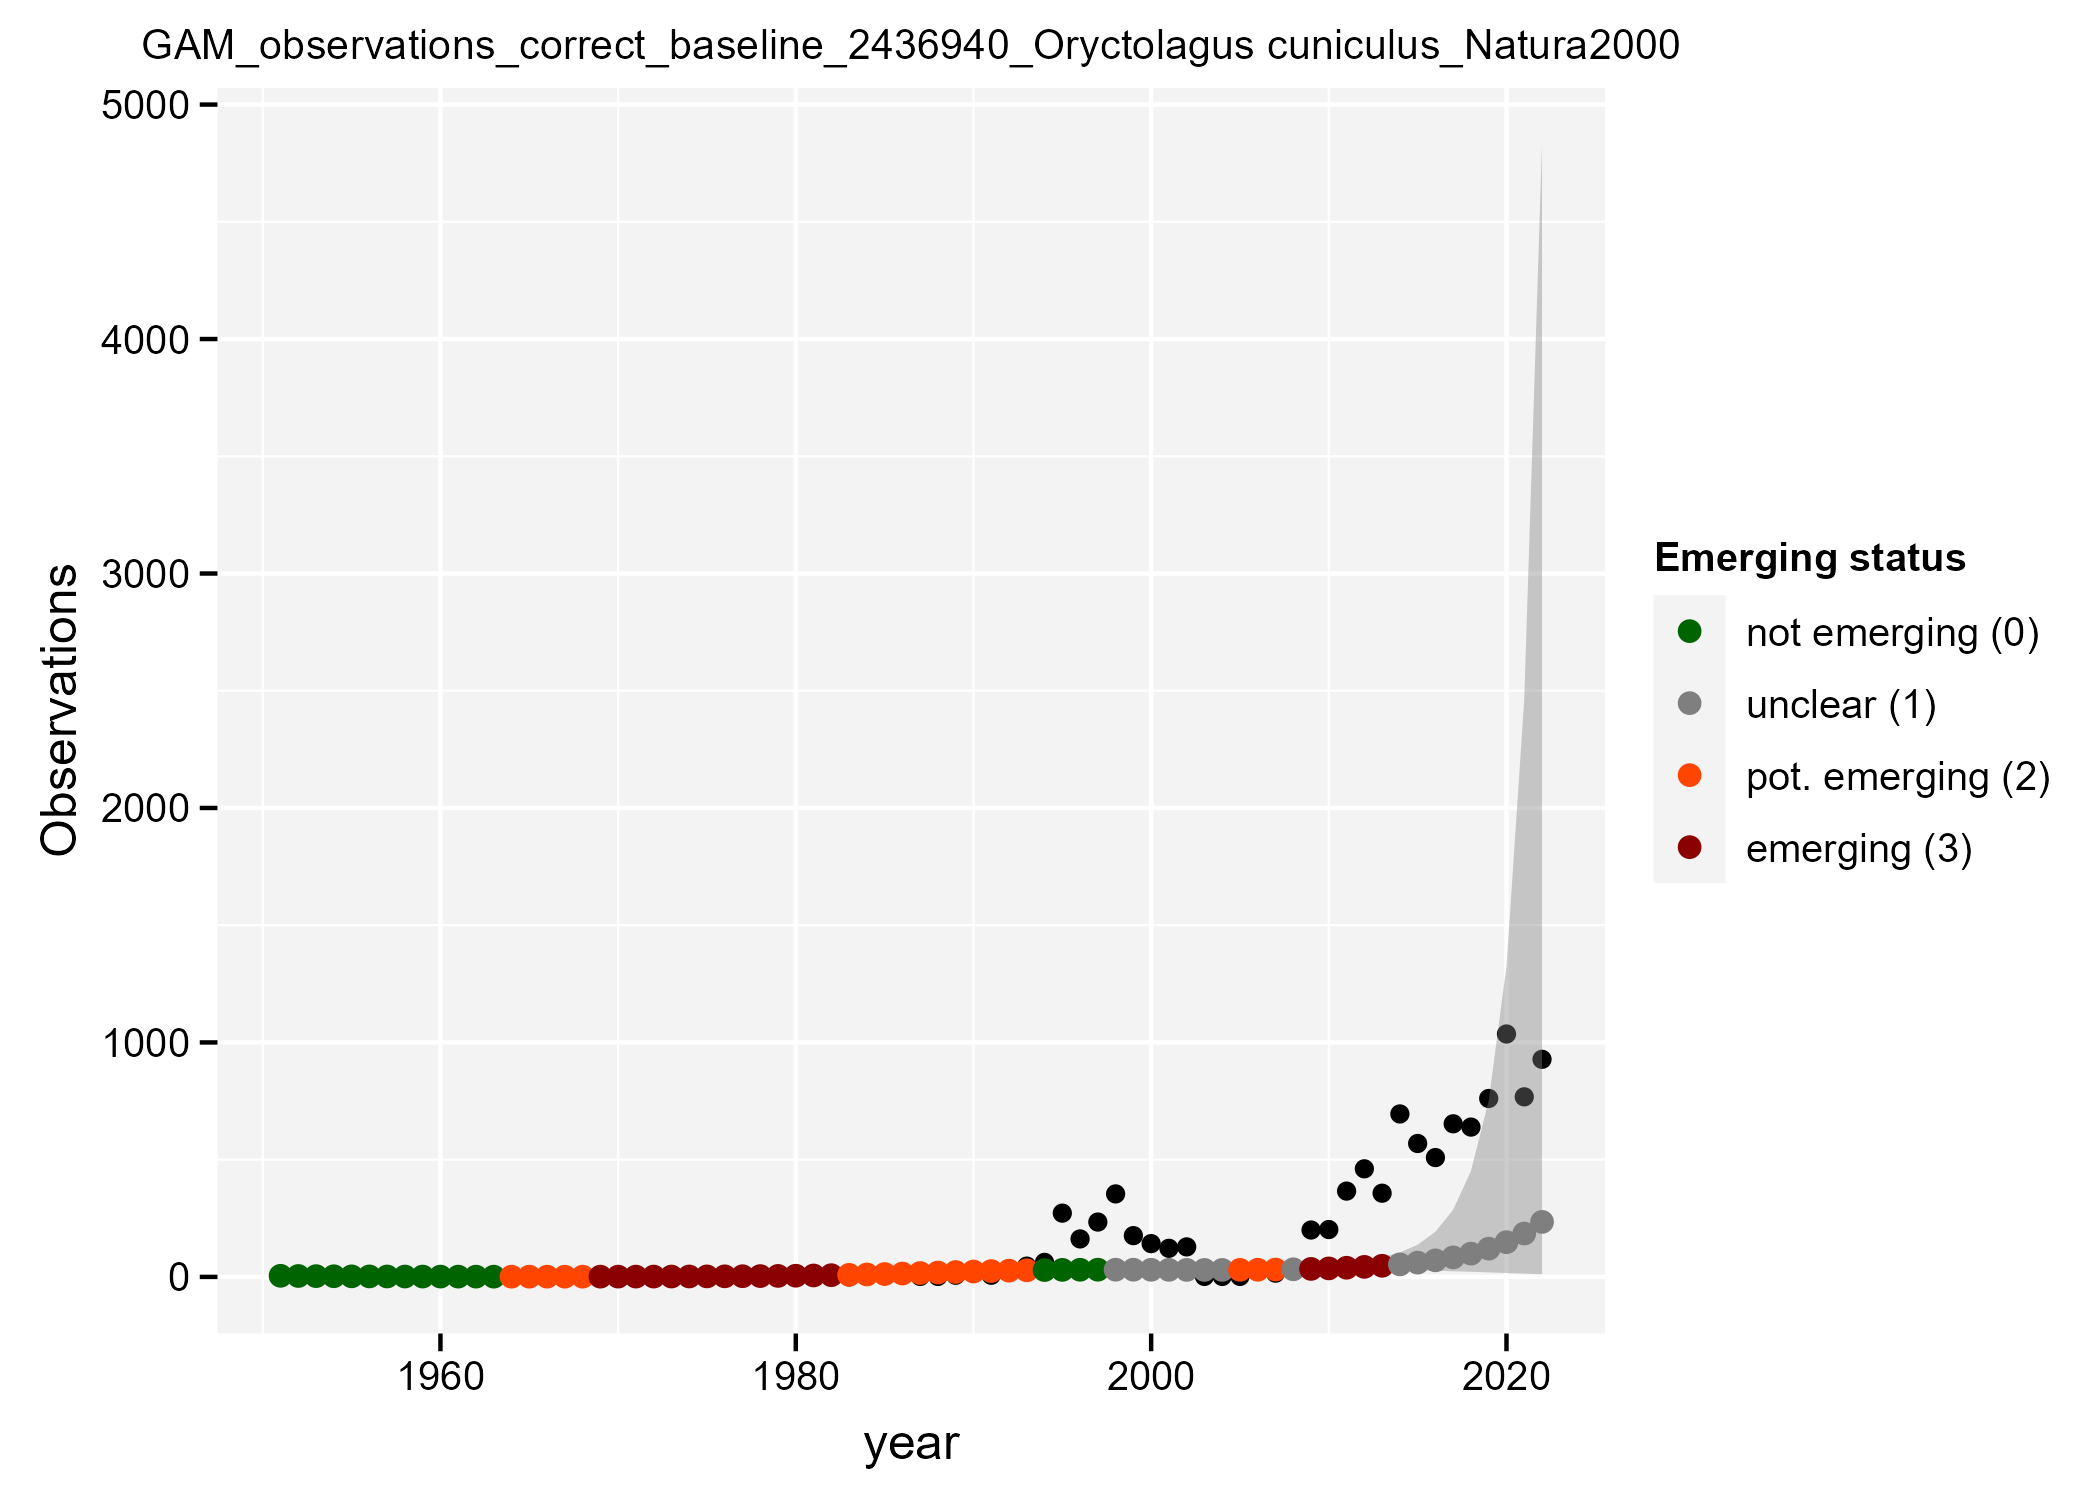 GAM_observations_correct_baseline_2436940_Oryctolagus cuniculus_Natura2000
5000
4000
3000
2000
1000
0
Observations
1960 1980 2000 2020
year
Emerging status
not emerging (0)
unclear (1)
pot. emerging (2)
emerging (3)